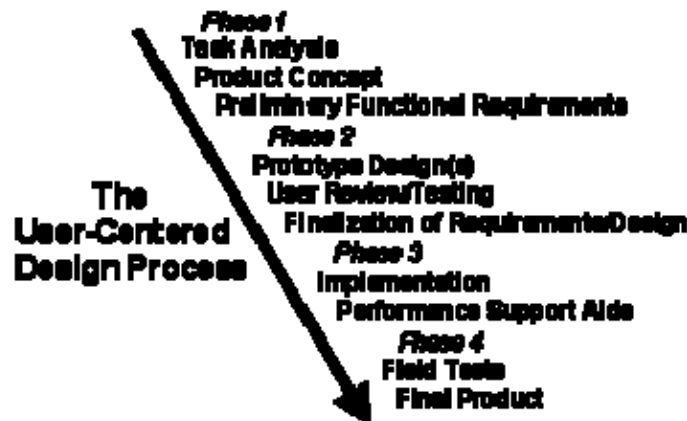 Phase 1
Task Analysis
Product Concept
Preliminary Functional Requirements
Phase 2
Prototype Design(s)
User Review/Testing
Finalization of Requirements/Design
Phase 3
Implementation
Performance Support Aids
Phase 4
Field Tests
Final Product
The
User-Centered
Design Process